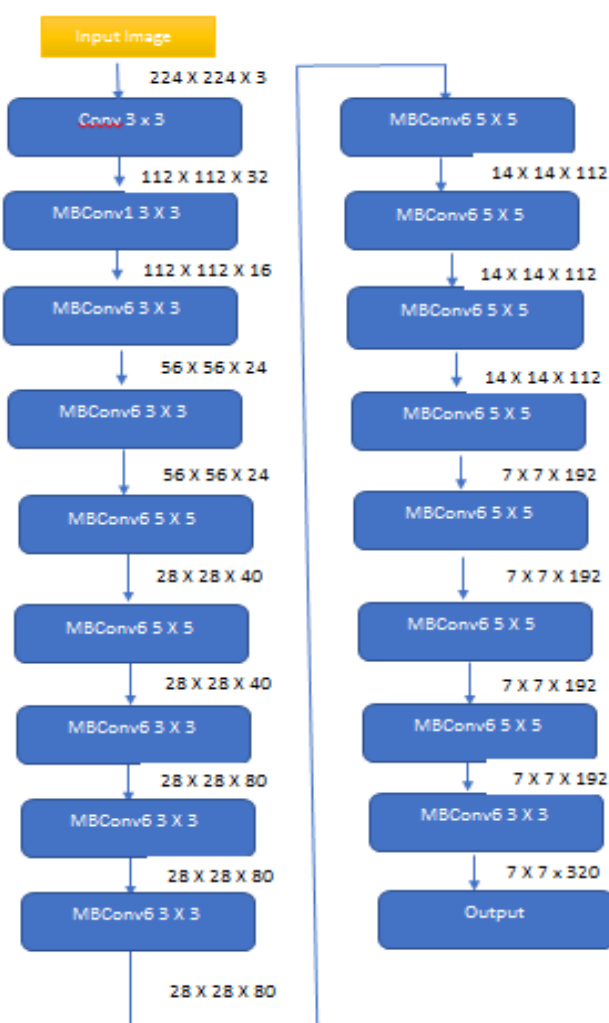 Input Image
224 X 224 X 3
Conv 3 x 3
112 X 112 X 32
MBConv1 3 X 3
112 X 112 X 16
MBConv6 3 X 3
56 X 56 X 24
MBConv6 3 X 3
56 X 56 X 24
MBConv6 5 X 5
28 X 28 X 40
MBConv6 5 X 5
28 X 28 X 40
MBConv6 3 X 3
28 X 28 X 80
MBConv6 3 X 3
28 X 28 X 80
MBConv6 3 X 3
28 X 28 X 80
MBConv6 5 X 5
14 X 14 X 112
MBConv6 5 X 5
14 X 14 X 112
MBConv6 5 X 5
14 X 14 X 112
MBConv6 5 X 5
7 X 7 X 192
MBConv6 5 X 5
7 X 7 X 192
MBConv6 5 X 5
7 X 7 X 192
MBConv6 5 X 5
7 X 7 X 192
MBConv6 3 X 3
7 X 7 x 320
Output